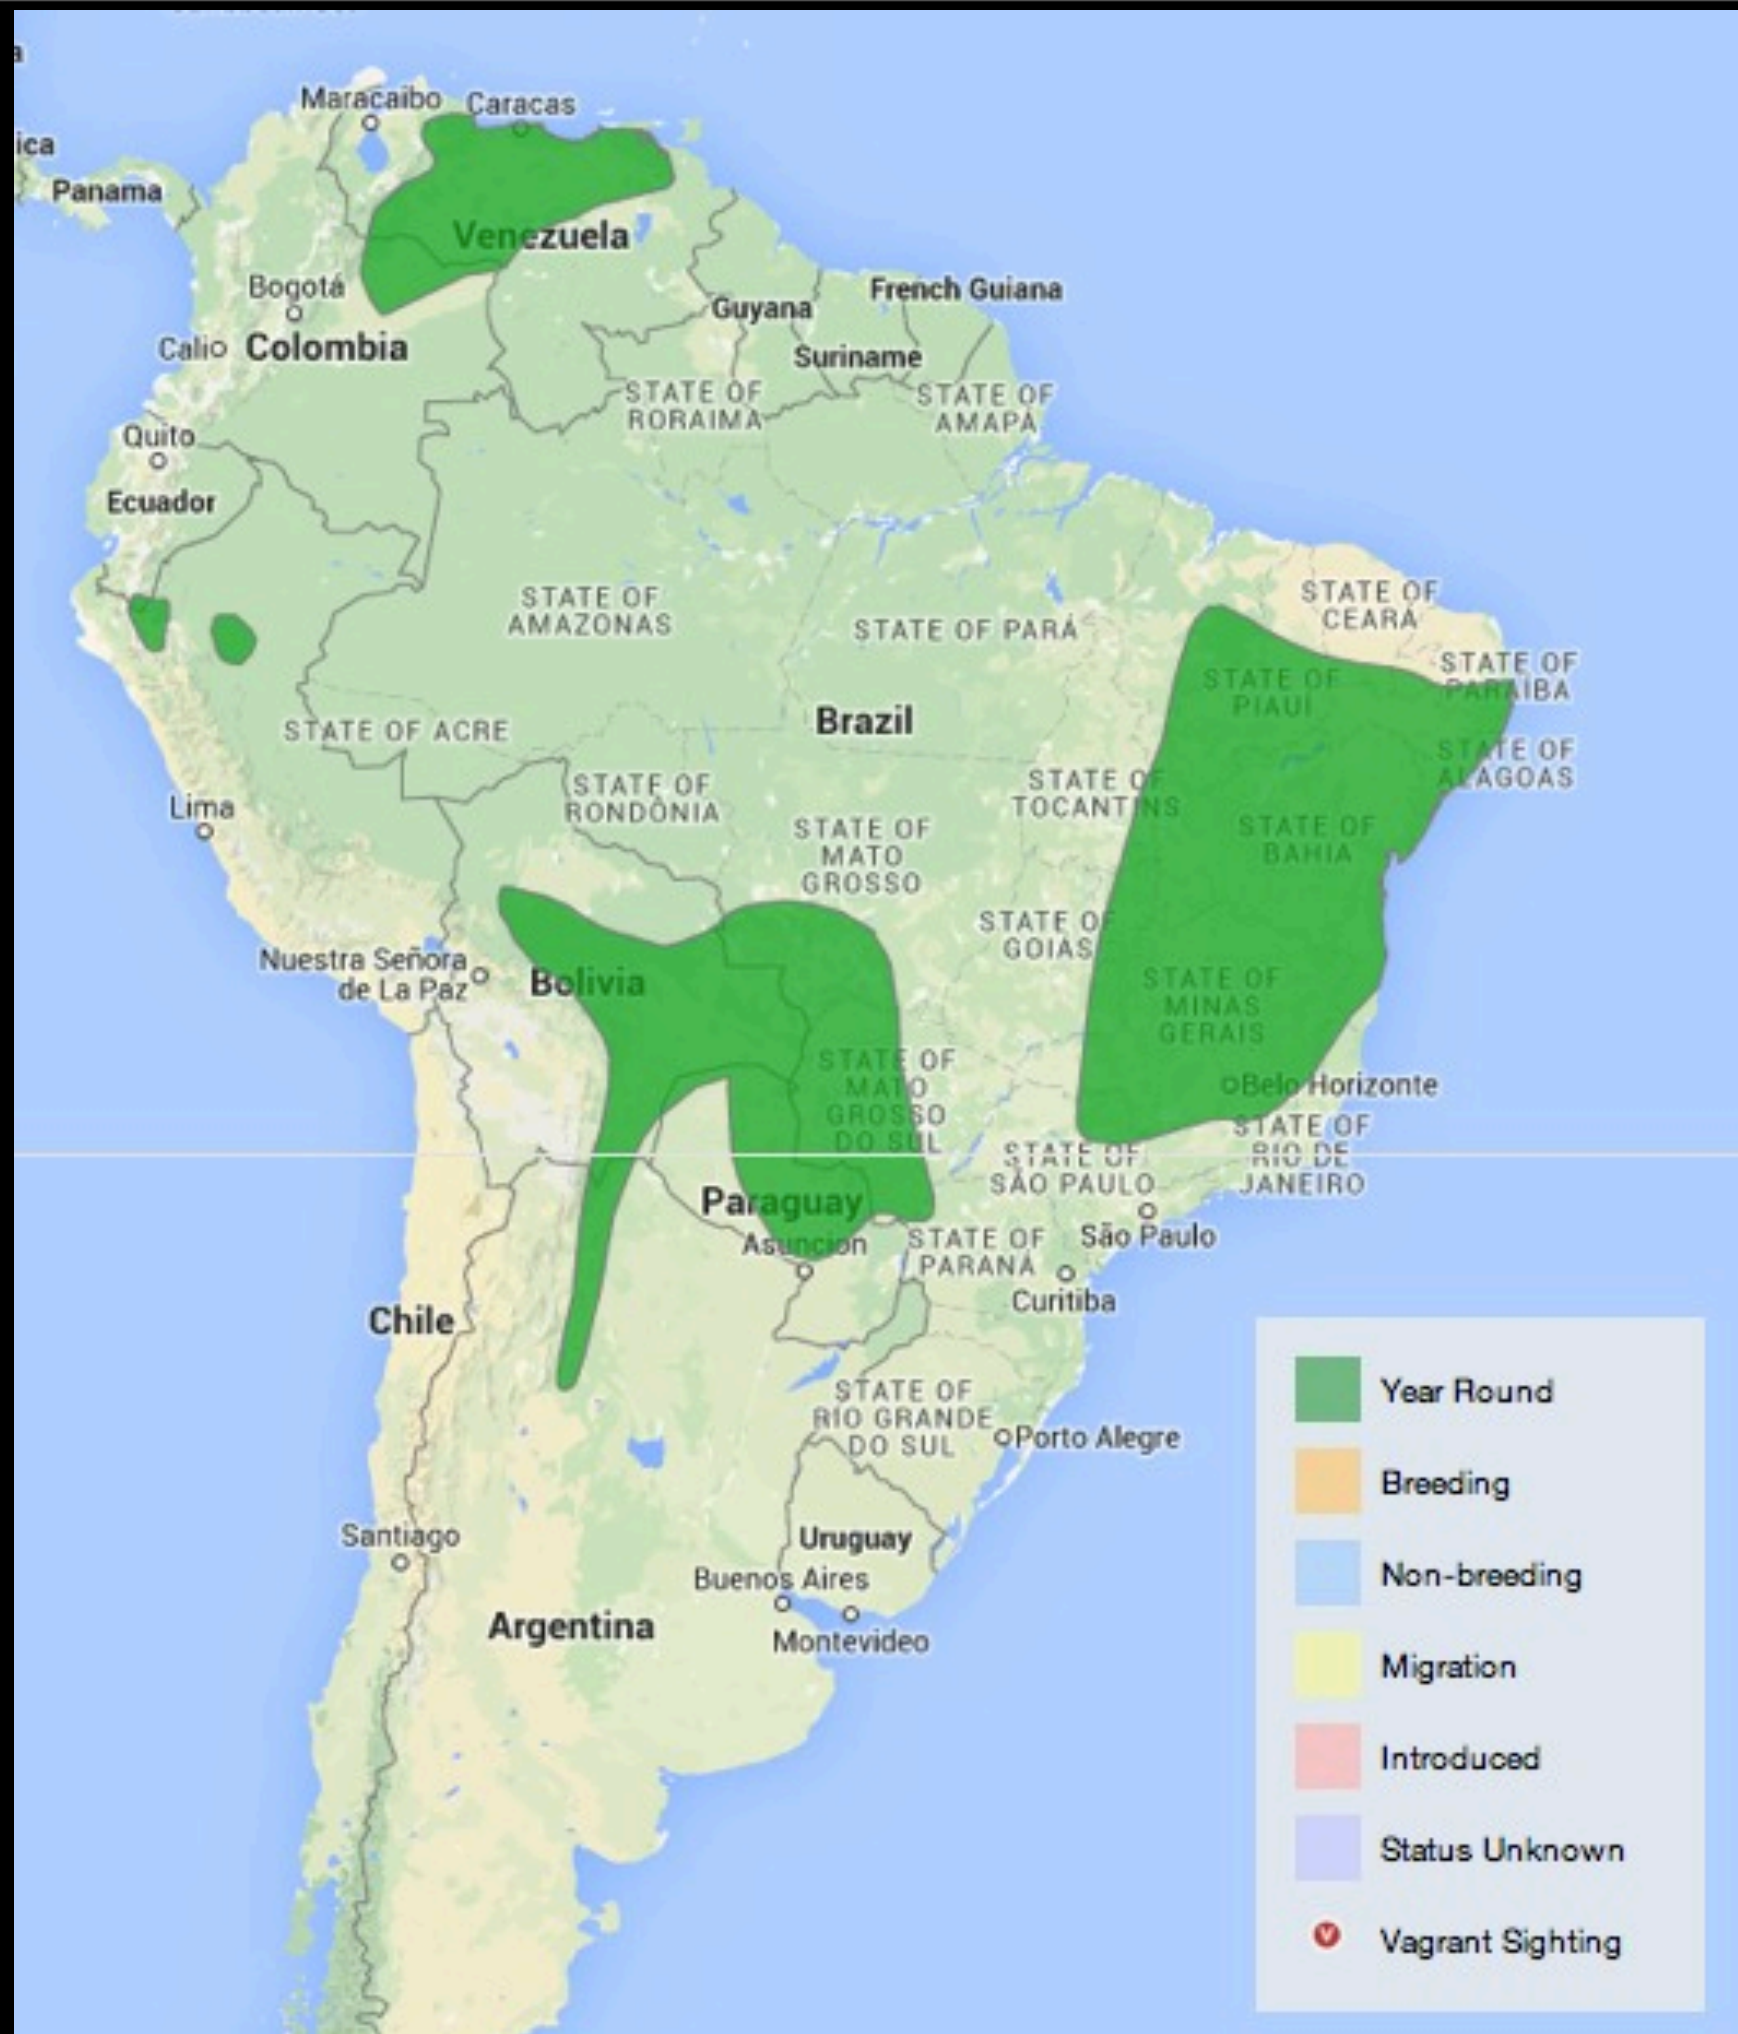 Maracaibo
Caracas
ica
Panama
Venezuela
Bogotá
Guyana
French Guiana
Cali
Colombia
Suriname
STATE OF
RORAIMA
STATE OF
AMAPÁ
Quito
Ecuador
STATE OF
AMAZONAS
STATE OF PARÁ
STATE OF
CEARÁ
STATE OF
PARAÍBA
STATE OF
PIAUÍ
STATE OF ACRE
Brazil
STATE OF
ALAGOAS
STATE OF
RONDÔNIA
STATE OF
TOCANTINS
Lima
STATE OF
MATO
GROSSO
STATE OF
BAHIA
STATE OF
GOIÁS
Nuestra Señora
de La Paz
Bolivia
STATE OF
MINAS
GERAIS
STATE OF
MATO
GROSSO
DO SUL
Belo Horizonte
STATE OF
RIO DE
JANEIRO
STATE OF
SÃO PAULO
Paraguay
Asuncion
STATE OF
PARANÁ
São Paulo
Curitiba
Chile
STATE OF
RIO GRANDE
DO SUL
Porto Alegre
Santiago
Uruguay
Buenos Aires
Argentina
Montevideo
Year Round
Breeding
Non-breeding
Migration
Introduced
Status Unknown
V
Vagrant Sighting